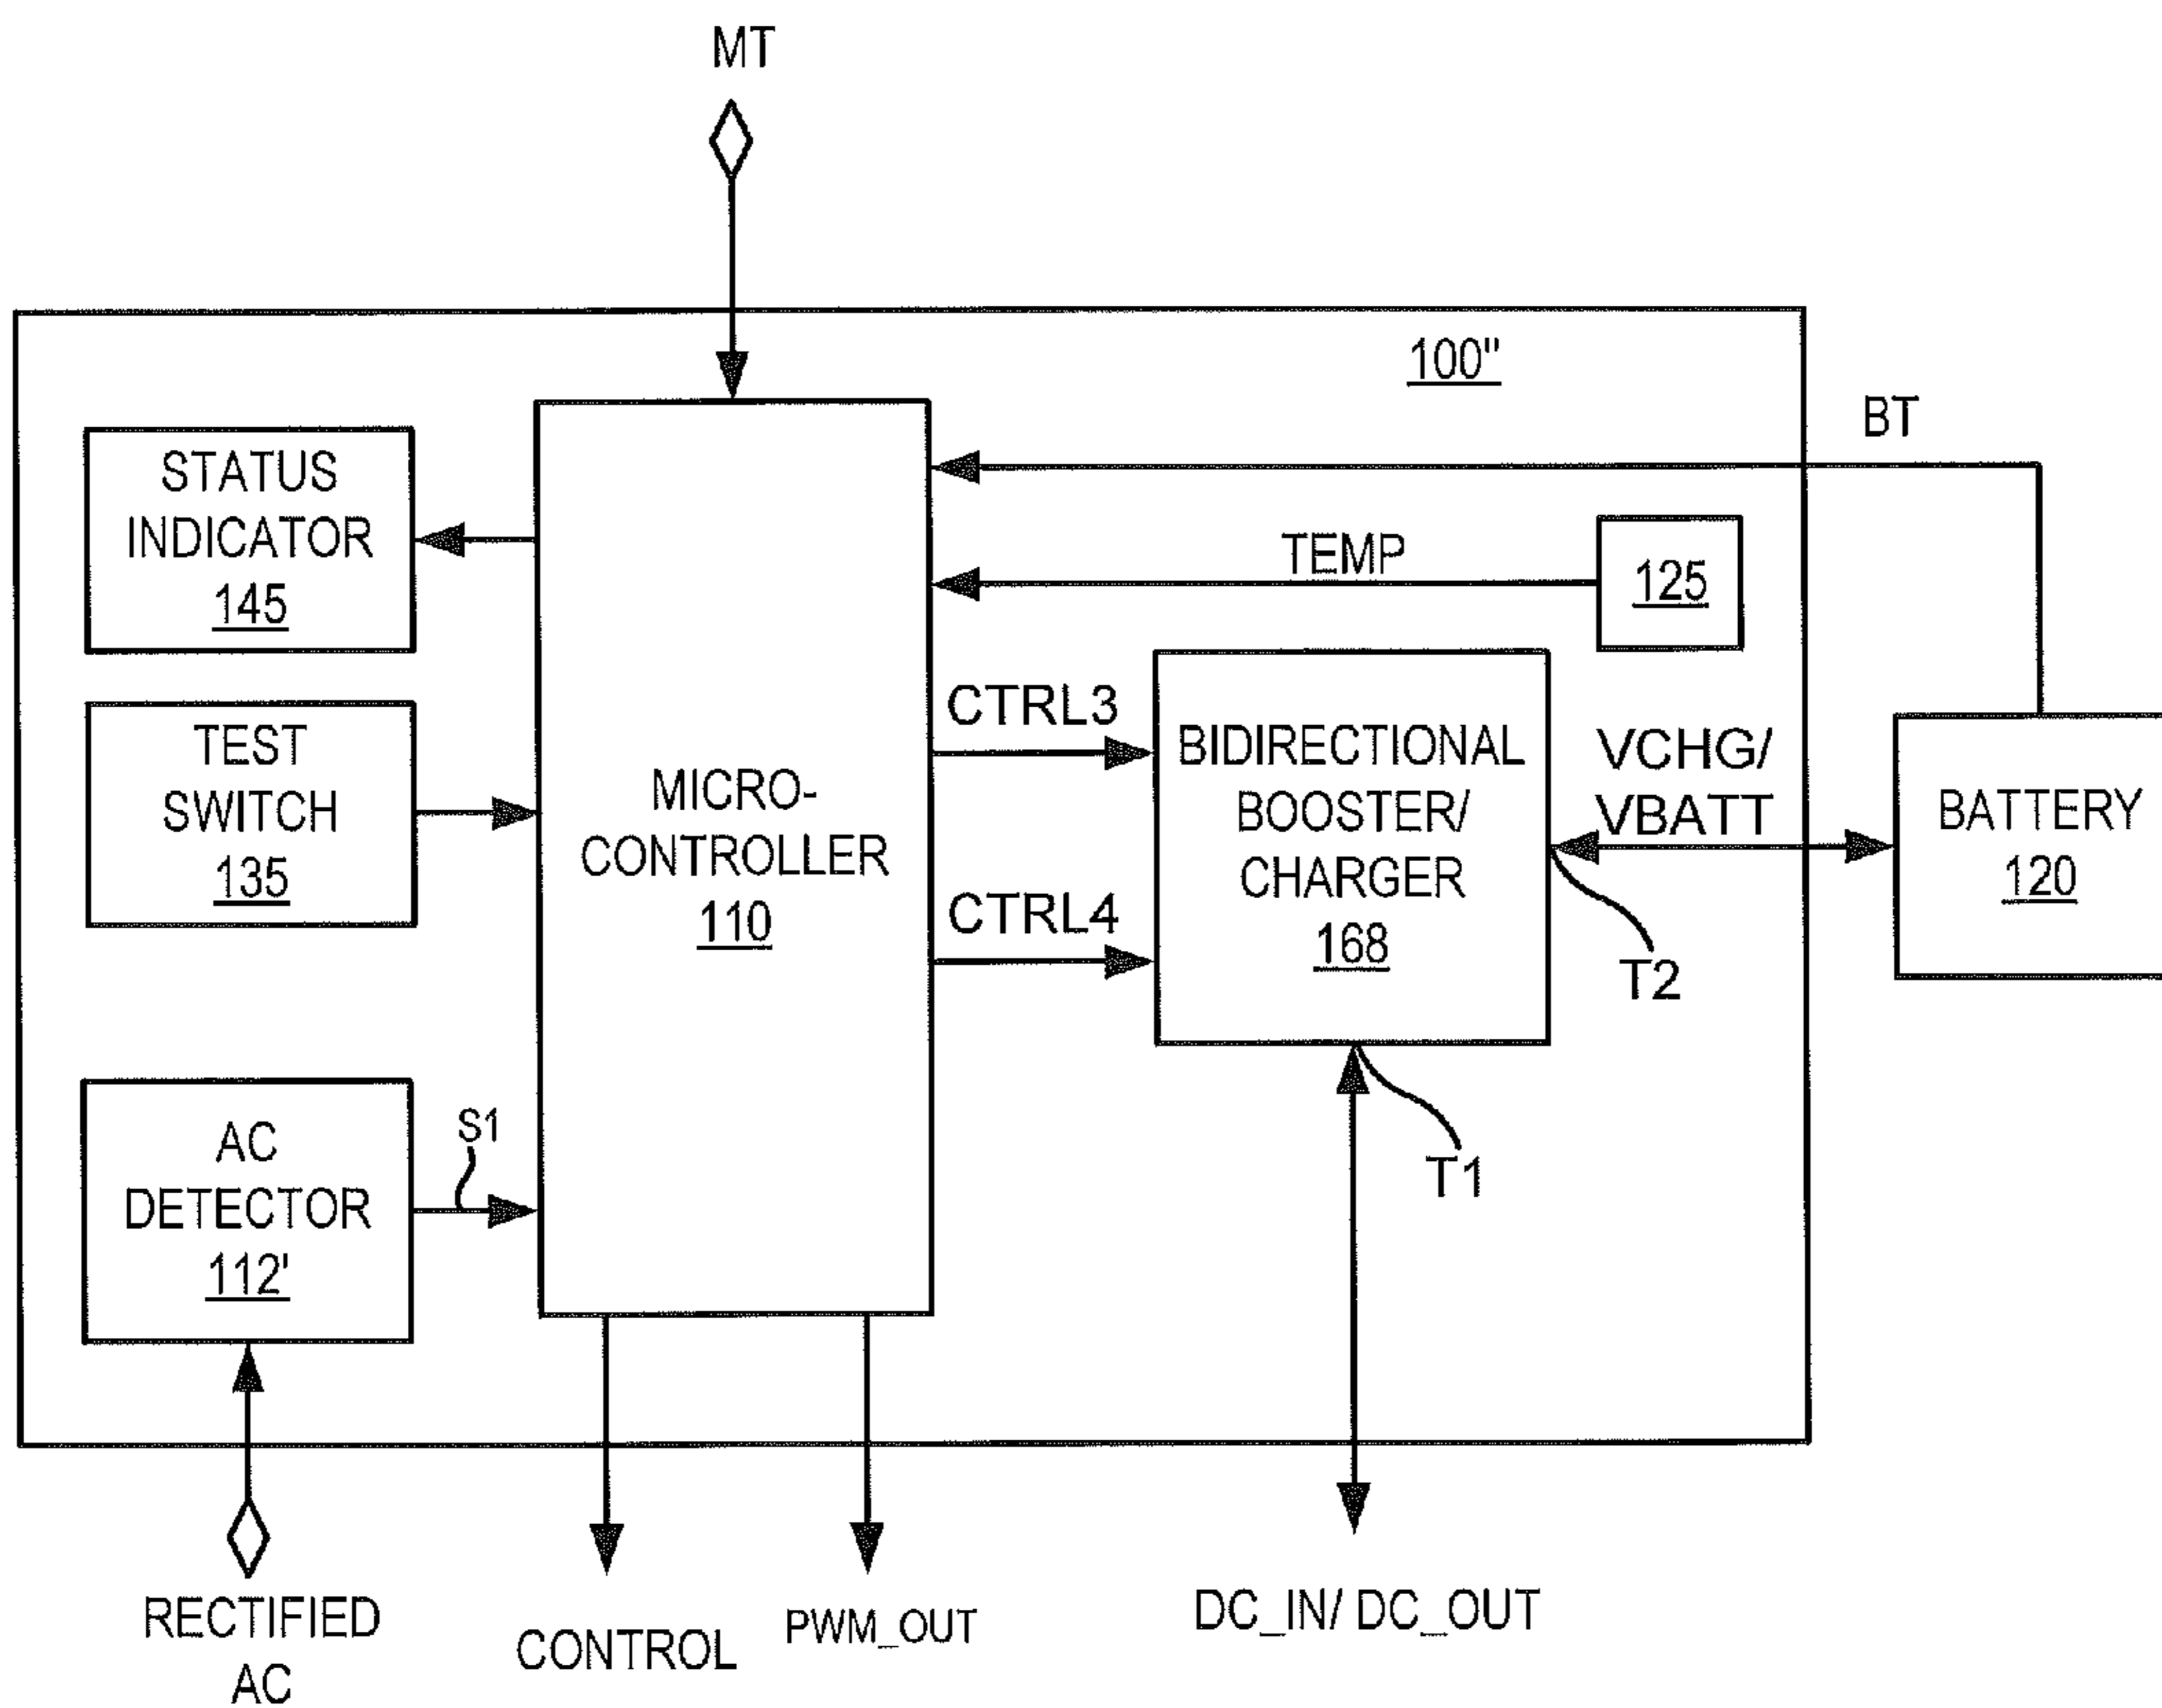 MT
100"
BT
STATUS
INDICATOR
145
TEMP
125
TEST
SWITCH
135
MICRO-
CONTROLLER
110
CTRL3
CTRL4
BIDIRECTIONAL
BOOSTER/
CHARGER
168
VCHG/
VBATT
T2
BATTERY
120
AC
DETECTOR
112'
S1
T1
RECTIFIED
AC
CONTROL
PWM_OUT
DC_IN/ DC_OUT